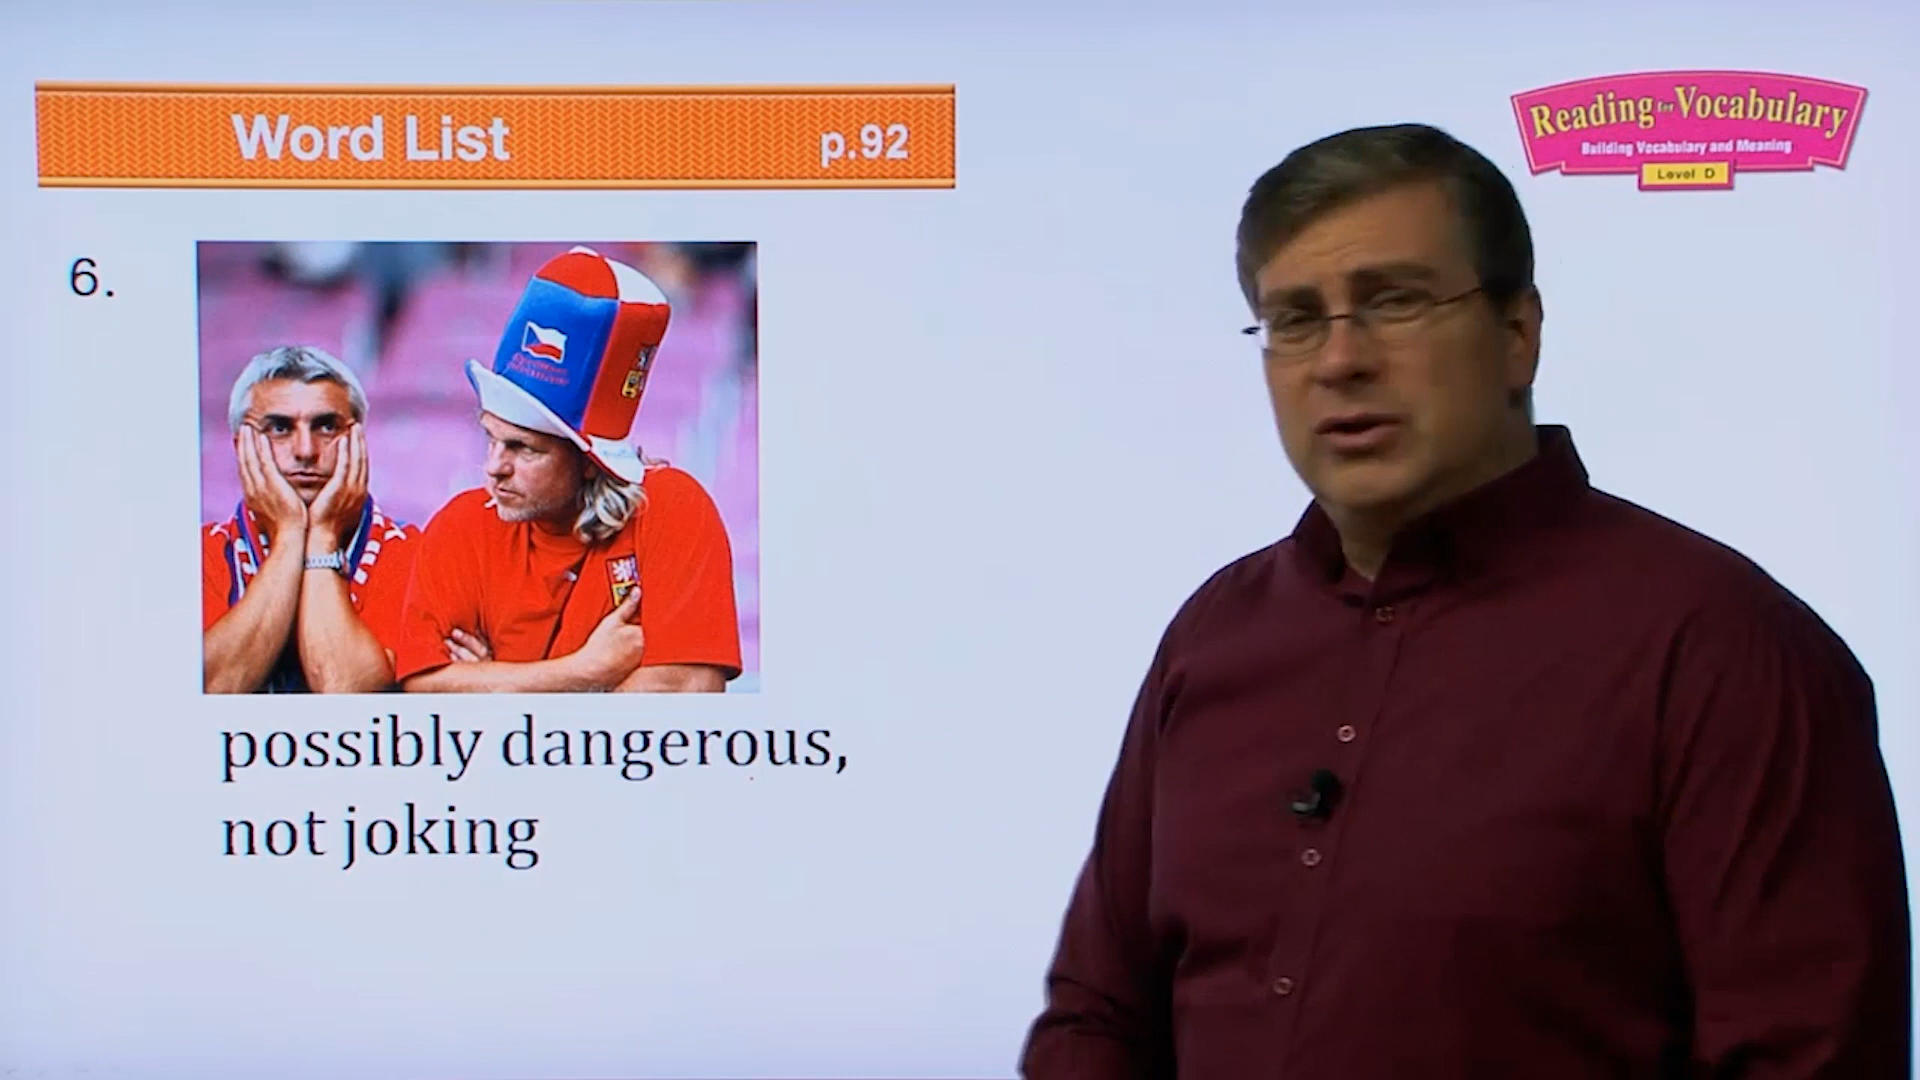 Word List
p.92
Reading for Vocabulary
Building Vocabulary and Meaning
Level D
6.
possibly dangerous,
not joking